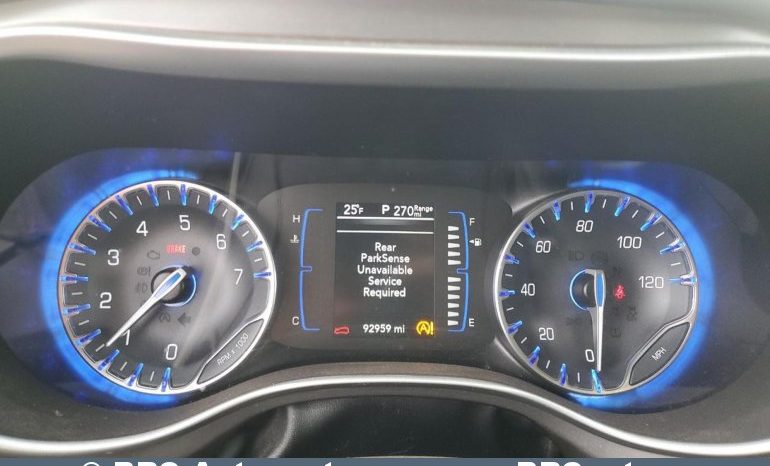 25°F P 270 Range mi
H
F
Rear
ParkSense
Unavailable
Service
Required
C
E
92959 mi
A!
BRAKE
0 1 2 3 4 5 6 7
RPM x 1000
0 20 40 60 80 100 120
MPH